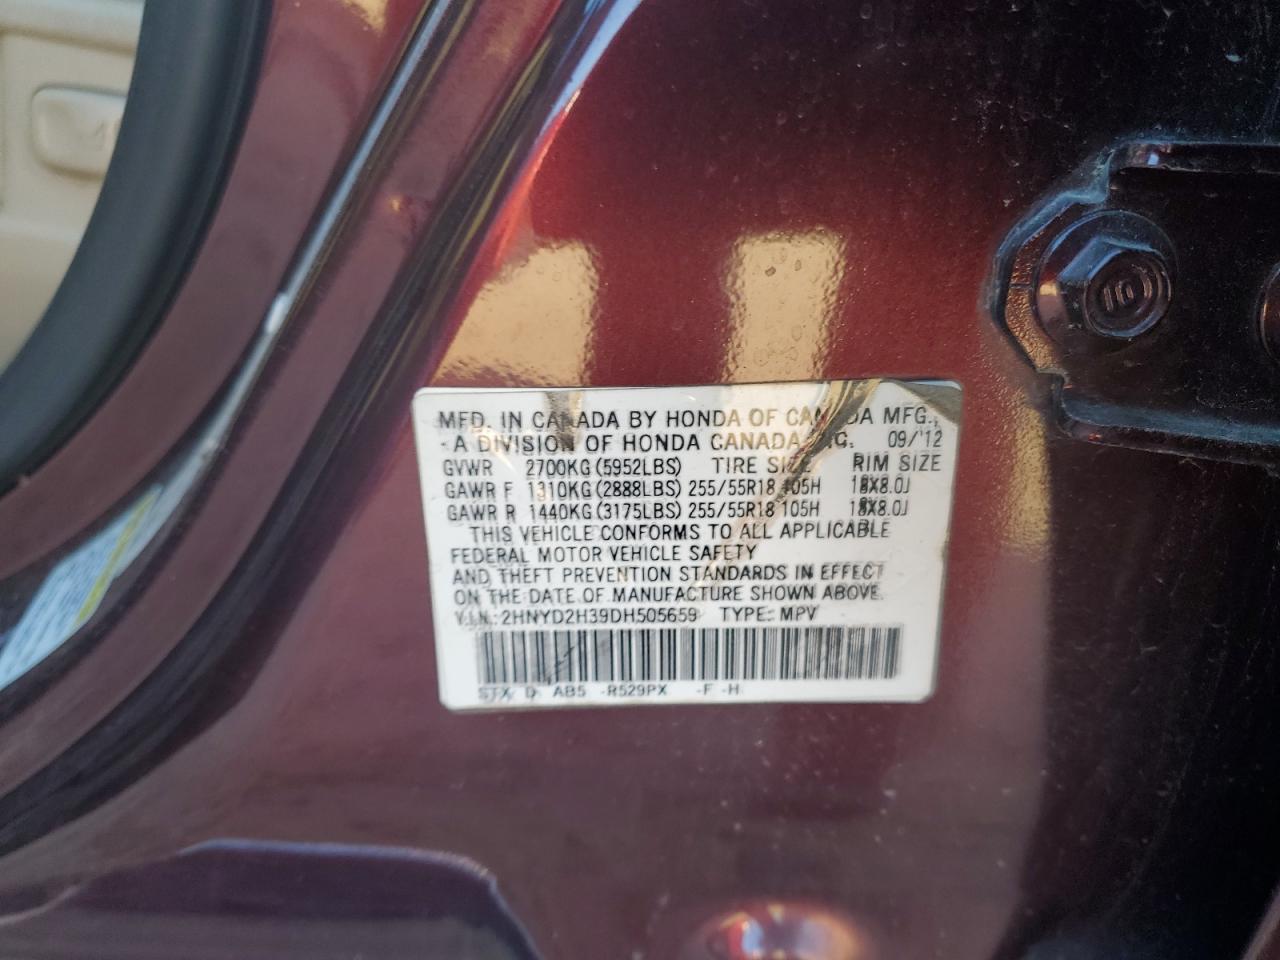 MFD. IN CANADA BY HONDA OF CANADA MFG.,
A DIVISION OF HONDA CANADA INC. 09/'12
GVWR 2700KG (5952LBS) TIRE SIZE RIM SIZE
GAWR F 1310KG (2888LBS) 255/55R18 105H 18X8.0J
GAWR R 1440KG (3175LBS) 255/55R18 105H 18X8.0J
THIS VEHICLE CONFORMS TO ALL APPLICABLE
FEDERAL MOTOR VEHICLE SAFETY
AND THEFT PREVENTION STANDARDS IN EFFECT
ON THE DATE OF MANUFACTURE SHOWN ABOVE.
V.I.N.: 2HNYD2H39DH505659 TYPE: MPV
STX D AB5 -R529PX -F -H
10